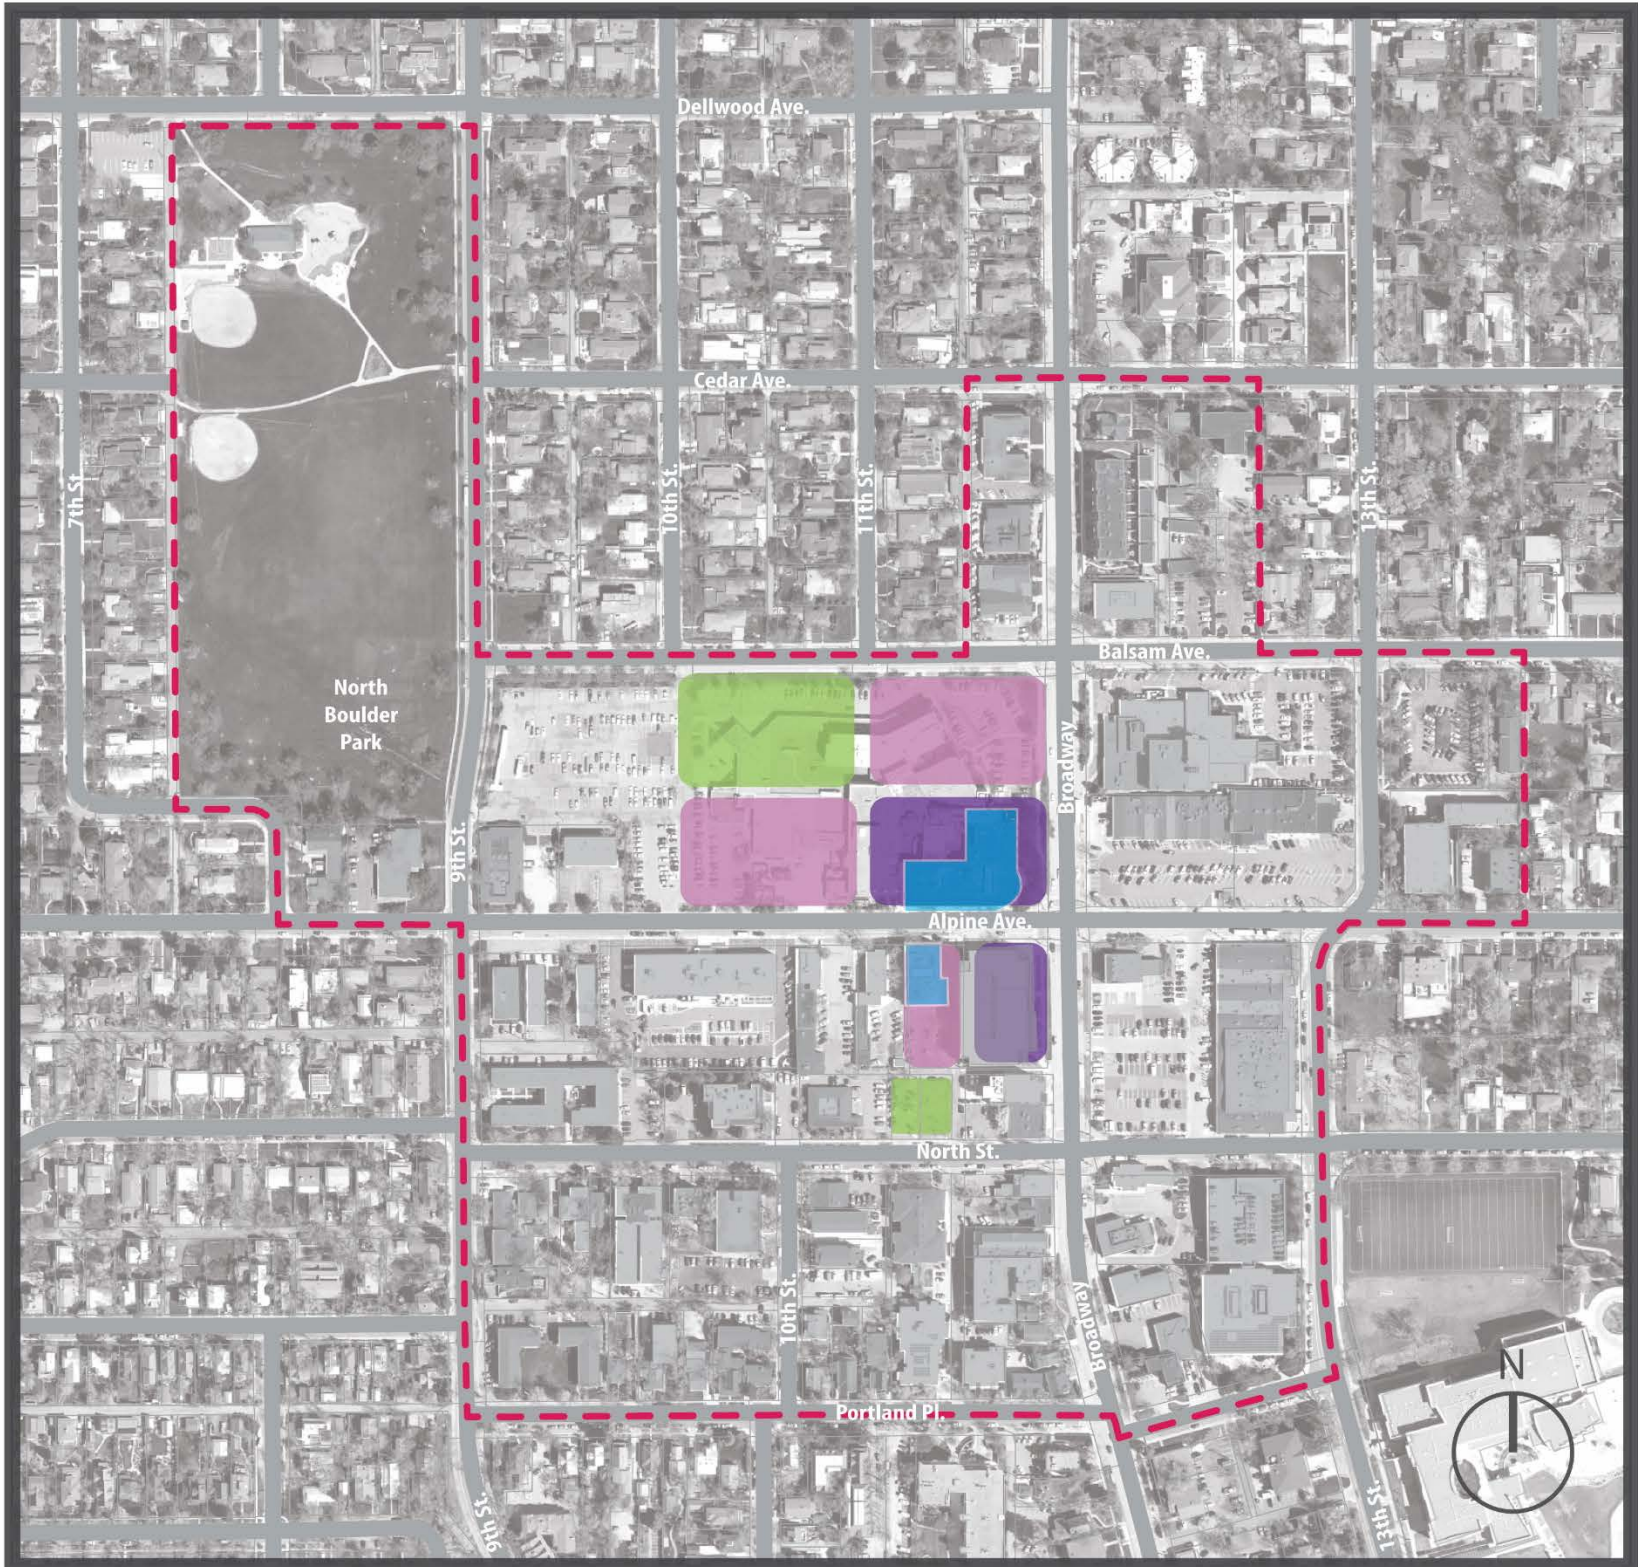 Dellwood Ave.
Cedar Ave.
7th St
10th St.
11th St.
13th St.
Balsam Ave.
North
Boulder
Park
Broadway
9th St.
Alpine Ave.
North St.
10th St.
Broadway
Portland Pl.
N
9th St.
13th St.